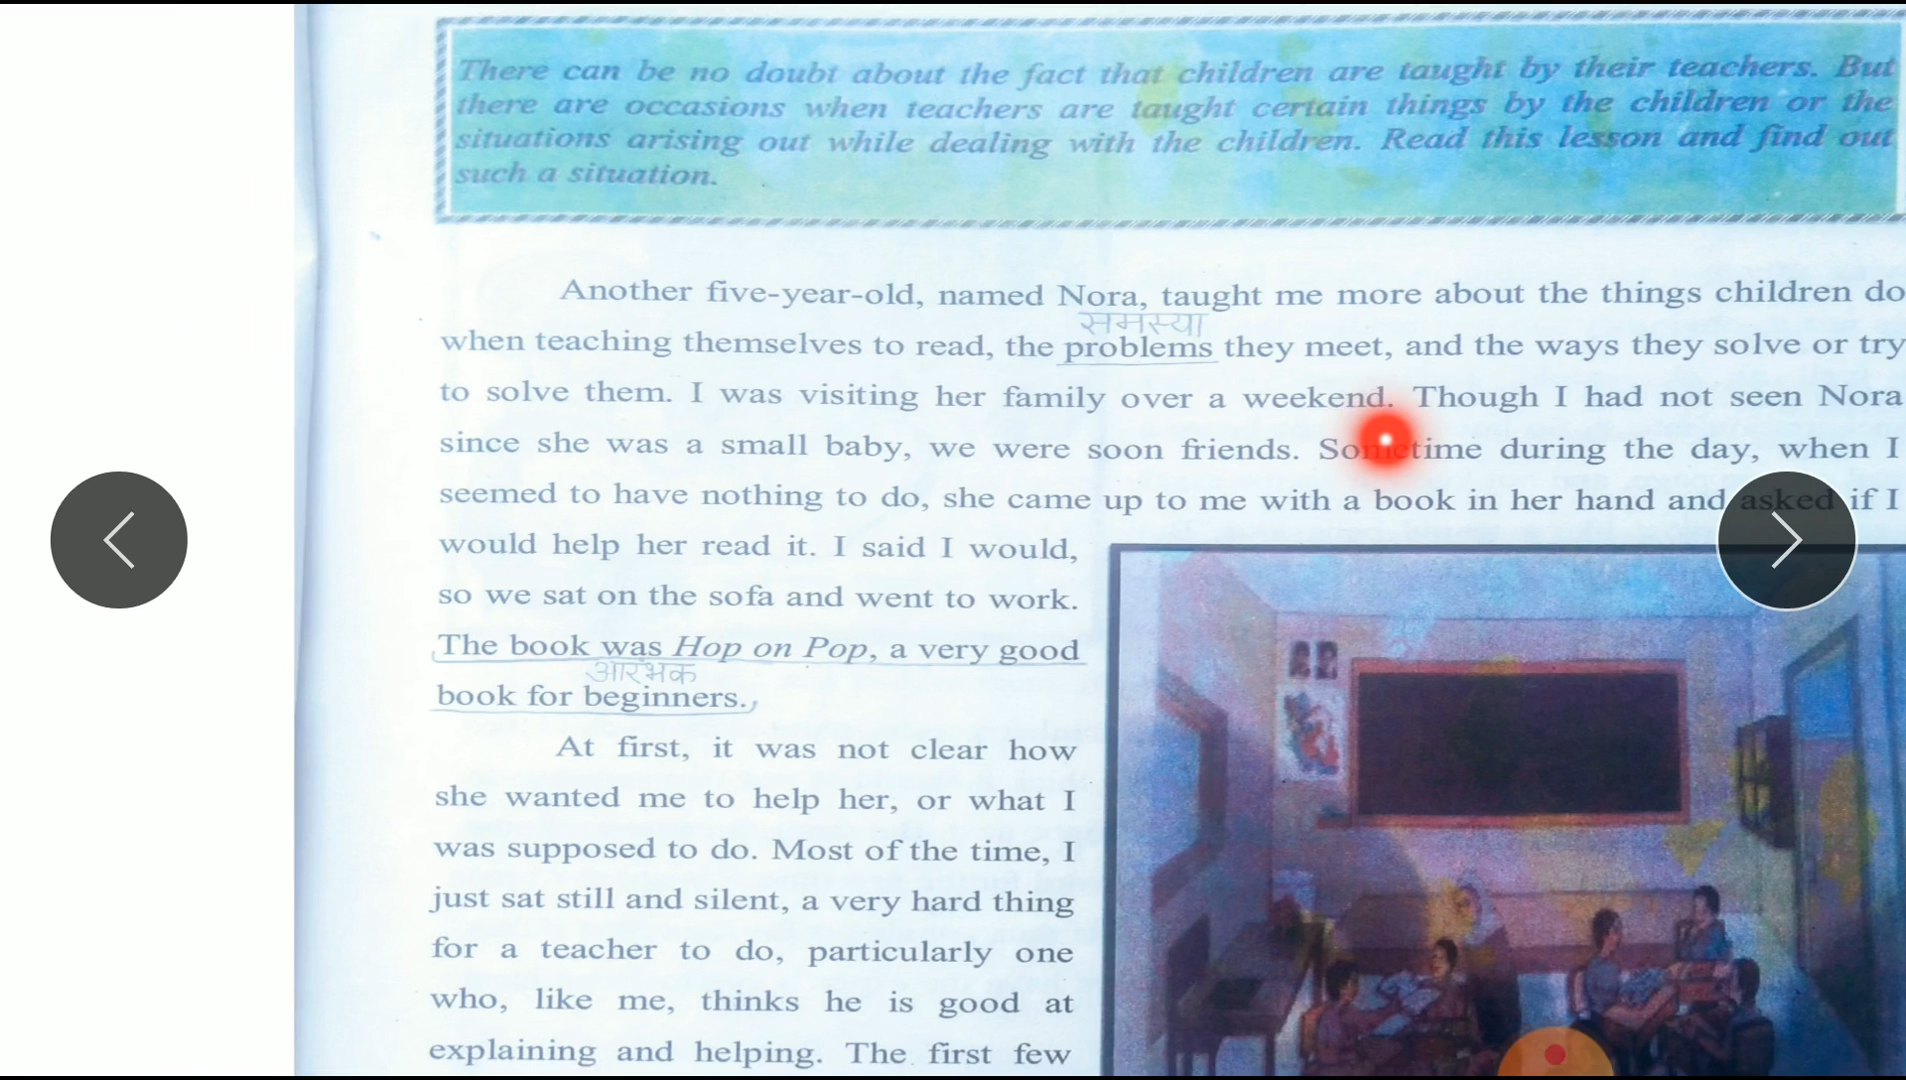 There can be no doubt about the fact that children are taught by their teachers. But
there are occasions when teachers are taught certain things by the children or the
situations arising out while dealing with the children. Read this lesson and find out
such a situation.
Another five-year-old, named Nora, taught me more about the things children do
समस्या
when teaching themselves to read, the problems they meet, and the ways they solve or try
to solve them. I was visiting her family over a weekend. Though I had not seen Nora
since she was a small baby, we were soon friends. Sometime during the day, when I
seemed to have nothing to do, she came up to me with a book in her hand and asked if I
would help her read it. I said I would,
so we sat on the sofa and went to work.
The book was Hop on Pop, a very good
आरंभक
book for beginners.
At first, it was not clear how
she wanted me to help her, or what I
was supposed to do. Most of the time, I
just sat still and silent, a very hard thing
for a teacher to do, particularly one
who, like me, thinks he is good at
explaining and helping. The first few